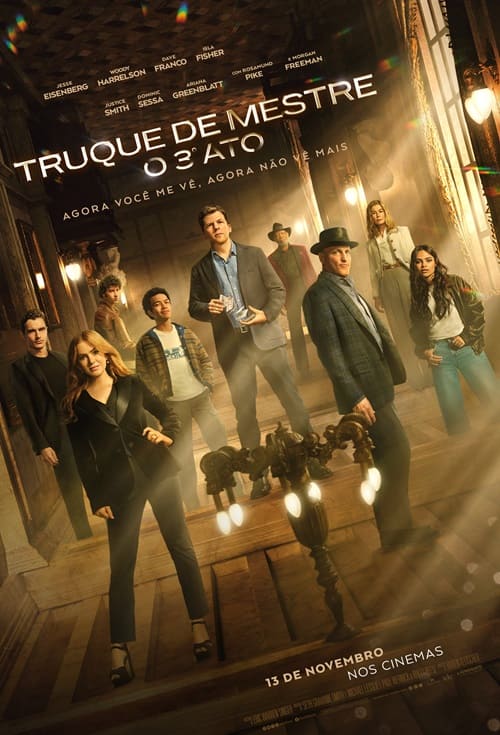 JESSE EISENBERG
WOODY HARRELSON
DAVE FRANCO
ISLA FISHER
JUSTICE SMITH
DOMINIC SESSA
ARIANA GREENBLATT
COM ROSAMUND PIKE
E MORGAN FREEMAN
TRUQUE DE MESTRE
O 3º ATO
AGORA VOCÊ ME VÊ, AGORA NÃO VÊ MAIS
13 DE NOVEMBRO
NOS CINEMAS